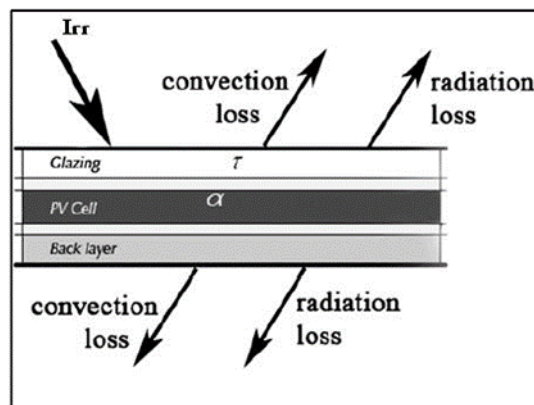 Irr
convection
loss
radiation
loss
Glazing
τ
α
PV Cell
Back layer
convection
loss
radiation
loss